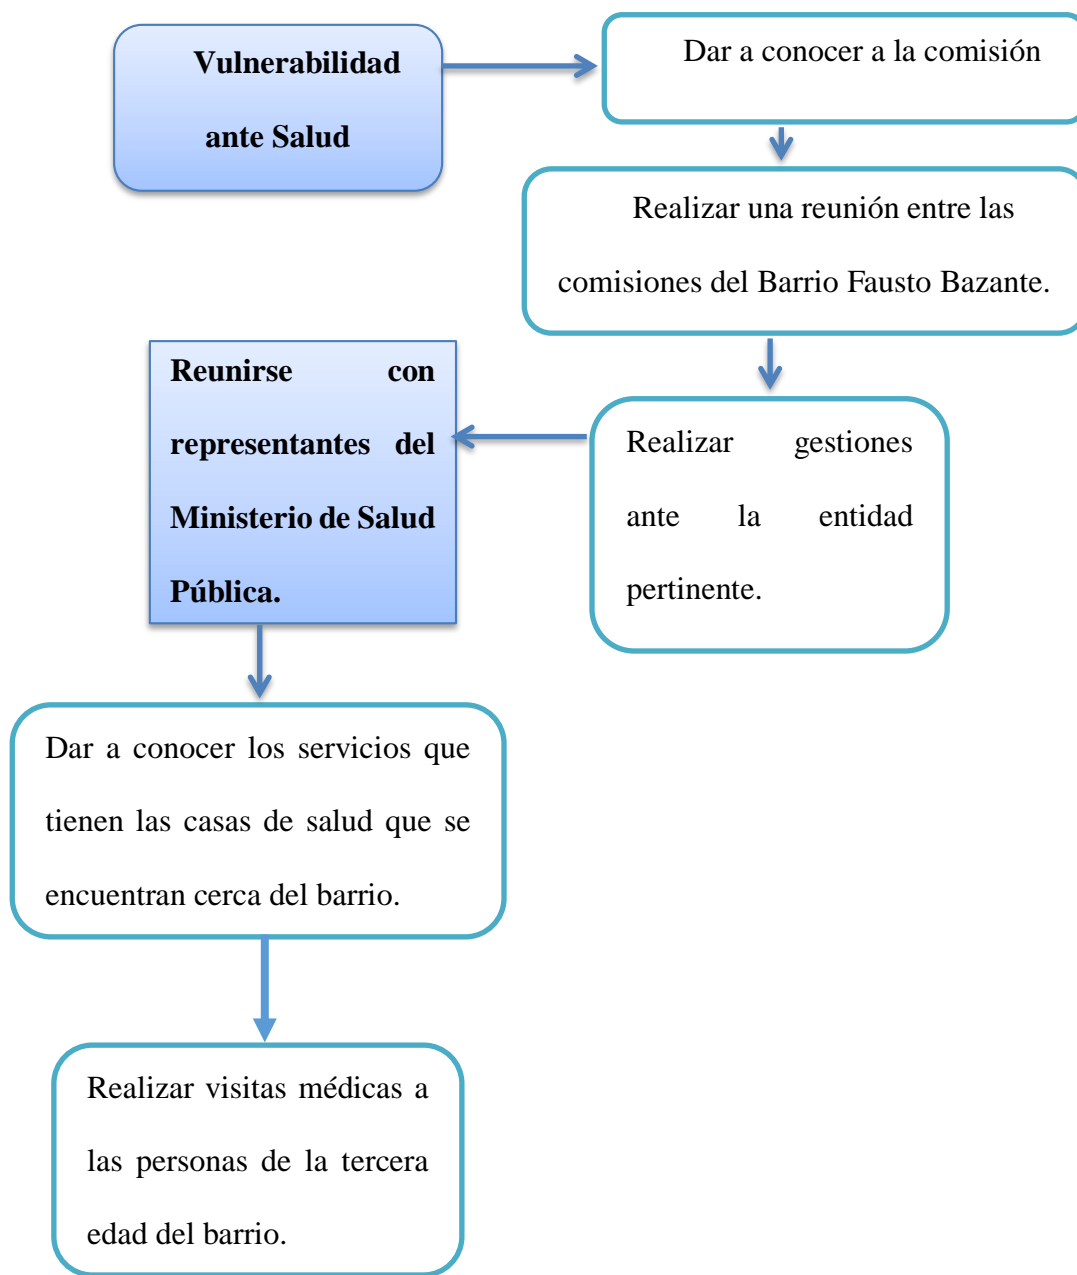 Vulnerabilidad
ante Salud
Dar a conocer a la comisión
Realizar una reunión entre las
comisiones del Barrio Fausto Bazante.
Realizar gestiones
ante la entidad
pertinente.
Reunirse con
representantes del
Ministerio de Salud
Pública.
Dar a conocer los servicios que
tienen las casas de salud que se
encuentran cerca del barrio.
Realizar visitas médicas a
las personas de la tercera
edad del barrio.